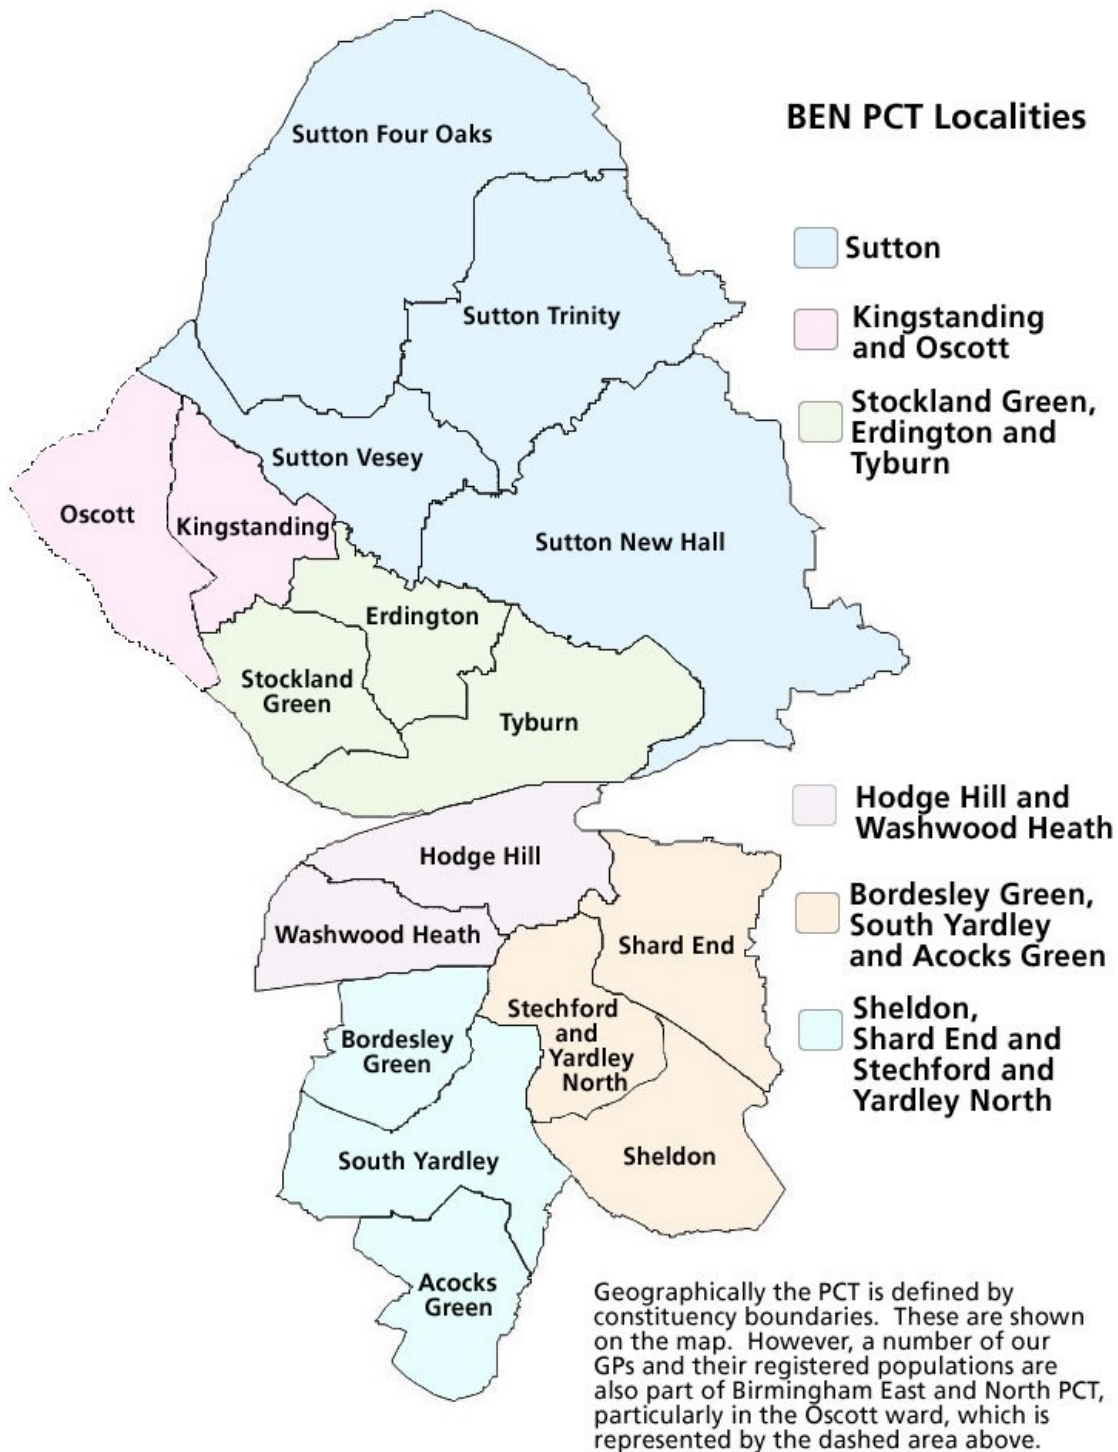 BEN PCT Localities
Sutton Four Oaks
Sutton Trinity
Sutton Vesey
Sutton New Hall
Oscott
Kingstanding
Erdington
Stockland
Green
Tyburn
Hodge Hill
Washwood Heath
Shard End
Stechford
and
Yardley
North
Bordesley
Green
South Yardley
Sheldon
Acocks
Green
Sutton
Kingstanding
and Oscott
Stockland Green,
Erdington and
Tyburn
Hodge Hill and
Washwood Heath
Bordesley Green,
South Yardley
and Acocks Green
Sheldon,
Shard End and
Stechford and
Yardley North
Geographically the PCT is defined by
constituency boundaries. These are shown
on the map. However, a number of our
GPs and their registered populations are
also part of Birmingham East and North PCT,
particularly in the Oscott ward, which is
represented by the dashed area above.